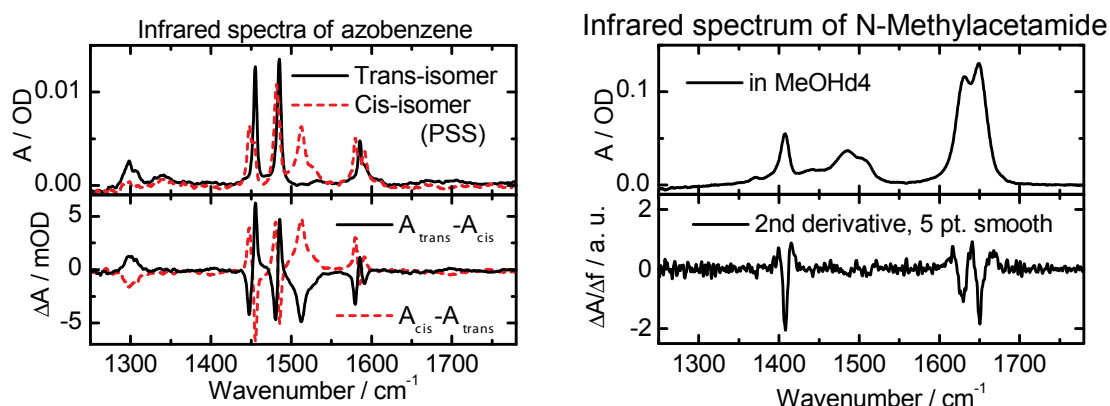 Infrared spectra of azobenzene
A / OD
0.01
0.00
Trans-isomer
Cis-isomer
(PSS)
ΔA / mOD
5
0
-5
A_trans-A_cis
A_cis-A_trans
1300 1400 1500 1600 1700
Wavenumber / cm⁻¹
Infrared spectrum of N-Methylacetamide
A / OD
0.1
0.0
in MeOHd4
ΔA/Δf / a. u.
2
0
-2
2nd derivative, 5 pt. smooth
1300 1400 1500 1600 1700
Wavenumber / cm⁻¹